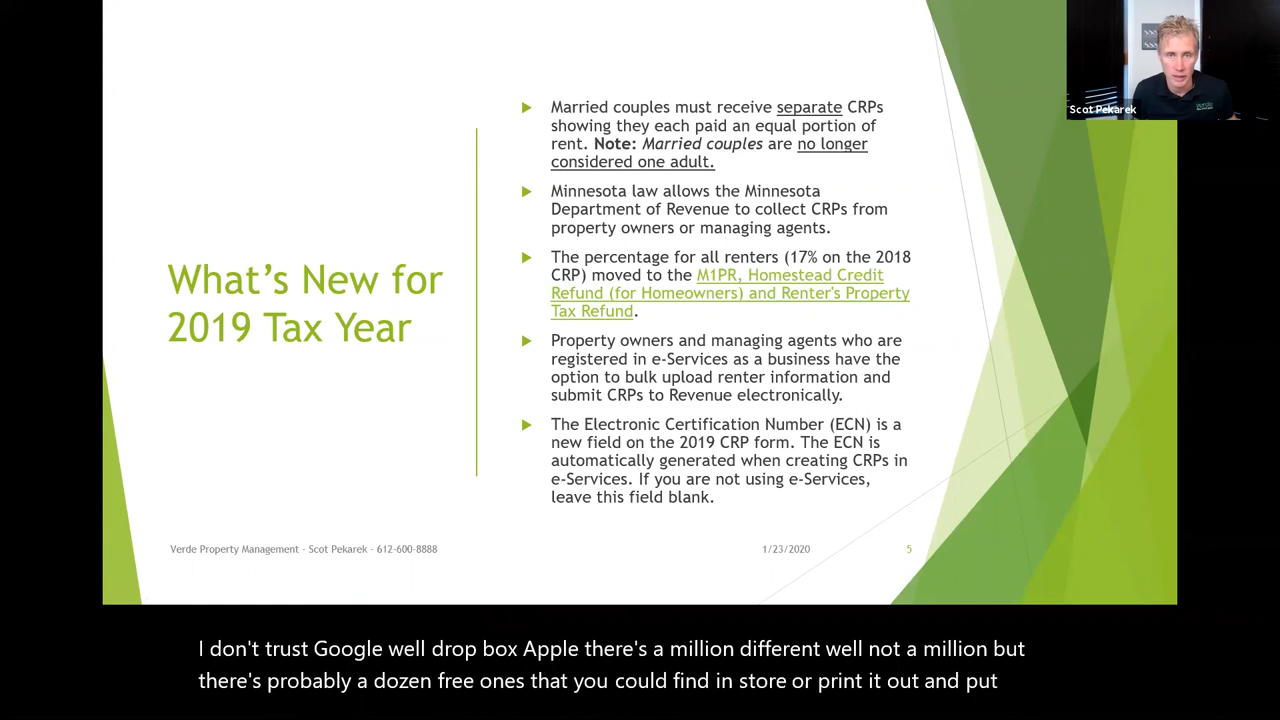 Married couples must receive separate CRPs
showing they each paid an equal portion of
rent. Note: Married couples are no longer
considered one adult.
Minnesota law allows the Minnesota
Department of Revenue to collect CRPs from
property owners or managing agents.
What's New for
2019 Tax Year
The percentage for all renters (17% on the 2018
CRP) moved to the M1PR, Homestead Credit
Refund (for Homeowners) and Renter's Property
Tax Refund.
Property owners and managing agents who are
registered in e-Services as a business have the
option to bulk upload renter information and
submit CRPs to Revenue electronically.
The Electronic Certification Number (ECN) is a
new field on the 2019 CRP form. The ECN is
automatically generated when creating CRPs in
e-Services. If you are not using e-Services,
leave this field blank.
Verde Property Management - Scot Pekarek - 612-600-8888
1/23/2020
5
Scot Pekarek
I don't trust Google well drop box Apple there's a million different well not a million but
there's probably a dozen free ones that you could find in store or print it out and put